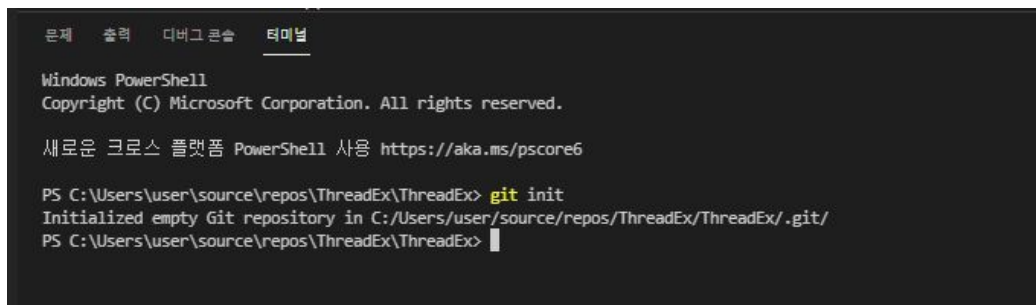 문제 출력 디버그 콘솔 터미널
Windows PowerShell
Copyright (C) Microsoft Corporation. All rights reserved.
새로운 크로스 플랫폼 PowerShell 사용 https://aka.ms/pscore6
PS C:\Users\user\source\repos\ThreadEx\ThreadEx> git init
Initialized empty Git repository in C:/Users/user/source/repos/ThreadEx/ThreadEx/.git/
PS C:\Users\user\source\repos\ThreadEx\ThreadEx>